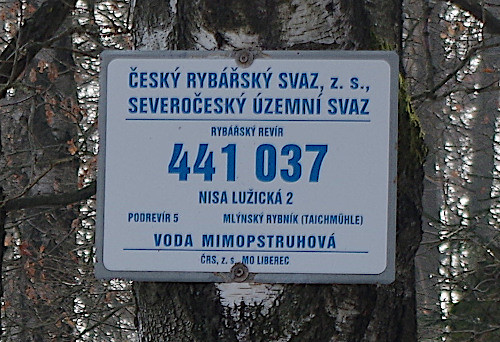 ČESKÝ RYBÁŘSKÝ SVAZ, z. s.,
SEVEROČESKÝ ÚZEMNÍ SVAZ
RYBÁŘSKÝ REVÍR
441 037
NISA LUŽICKÁ 2
PODREVÍR 5 MLÝNSKÝ RYBNÍK (TAICHMÜHLE)
VODA MIMOPSTRUHOVÁ
ČRS, z. s., MO LIBEREC